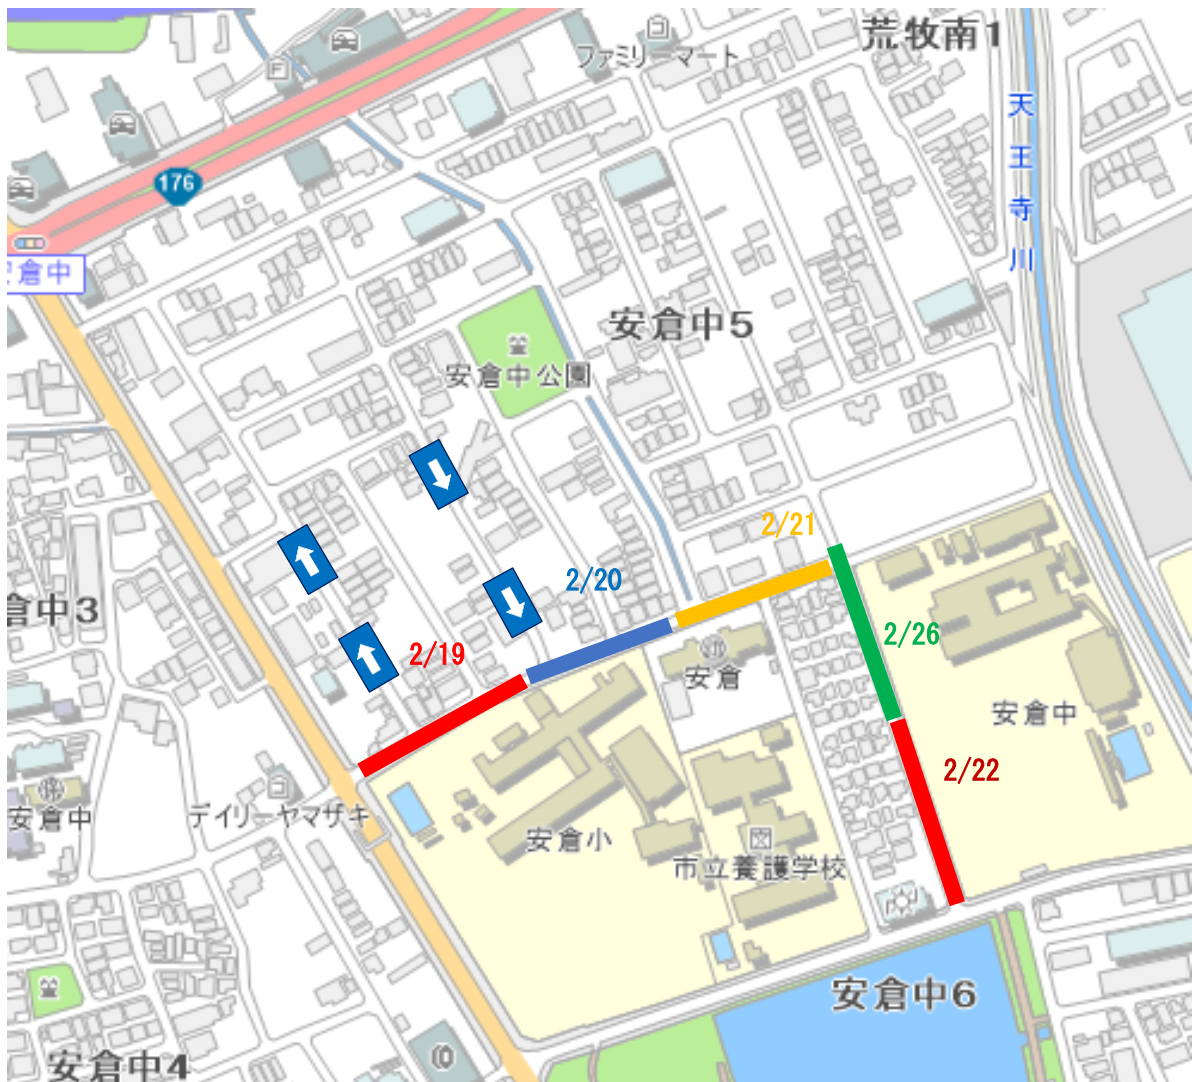 荒牧南1
ファミリーマート
天王寺川
176
安倉中
安倉中5
安倉中公園
2/21
2/20
倉中3
2/26
2/19
安倉
安倉中
2/22
デイリーヤマザキ
安倉中
安倉小
市立養護学校
安倉中6
安倉中4